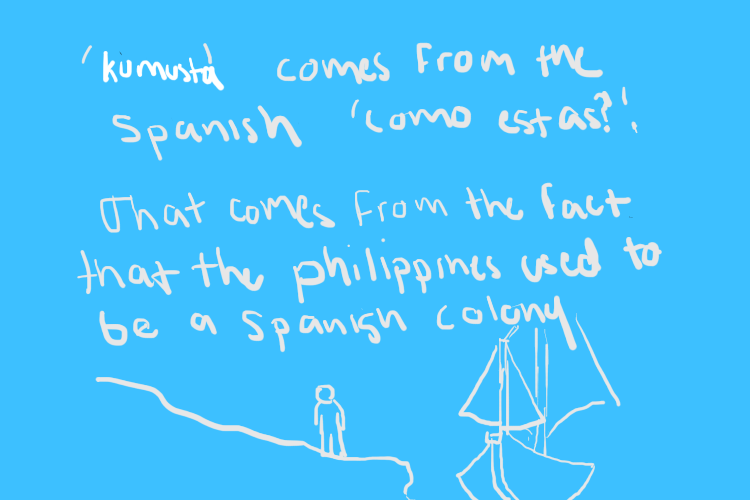 'kumusta' comes from the
Spanish 'como estas?'.
That comes from the fact
that the philippines used to
be a spanish colony